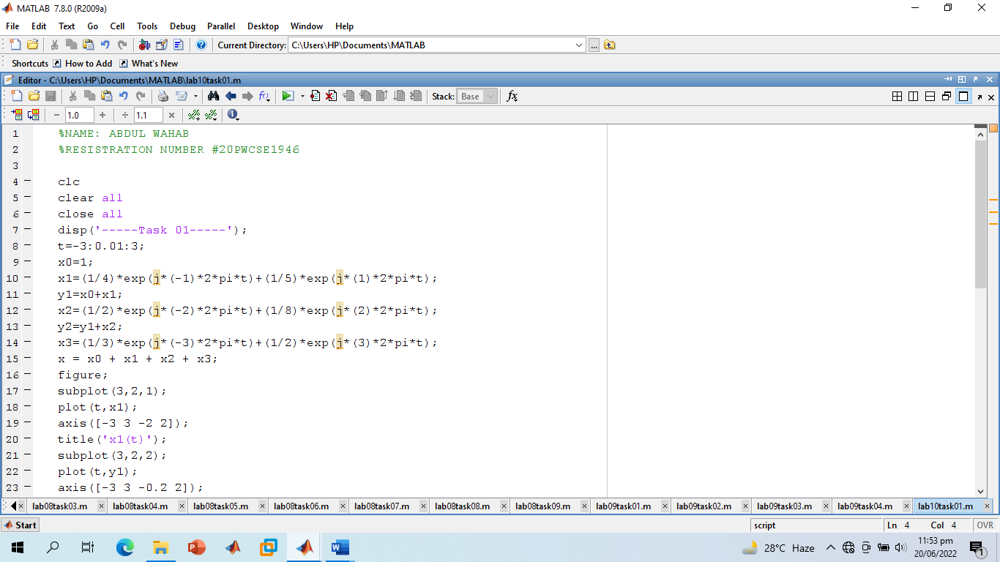 MATLAB 7.8.0 (R2009a)
File Edit Text Go Cell Tools Debug Parallel Desktop Window Help
Current Directory: C:\Users\HP\Documents\MATLAB
Shortcuts How to Add What's New
Editor - C:\Users\HP\Documents\MATLAB\lab10task01.m
Stack: Base fx
- 1.0 + ÷ 1.1 ×
1 %NAME: ABDUL WAHAB
2 %RESISTRATION NUMBER #20PWCSE1946
3
4 clc
5 clear all
6 close all
7 disp('-----Task 01-----');
8 t=-3:0.01:3;
9 x0=1;
10 x1=(1/4)*exp(j*(-1)*2*pi*t)+(1/5)*exp(j*(1)*2*pi*t);
11 y1=x0+x1;
12 x2=(1/2)*exp(j*(-2)*2*pi*t)+(1/8)*exp(j*(2)*2*pi*t);
13 y2=y1+x2;
14 x3=(1/3)*exp(j*(-3)*2*pi*t)+(1/2)*exp(j*(3)*2*pi*t);
15 x = x0 + x1 + x2 + x3;
16 figure;
17 subplot(3,2,1);
18 plot(t,x1);
19 axis([-3 3 -2 2]);
20 title('x1(t)');
21 subplot(3,2,2);
22 plot(t,y1);
23 axis([-3 3 -0.2 2]);
lab08task03.m lab08task04.m lab08task05.m lab08task06.m lab08task07.m lab08task08.m lab08task09.m lab09task01.m lab09task02.m lab09task03.m lab09task04.m lab10task01.m
Start script Ln 4 Col 4 OVR
28°C Haze 11:53 pm
20/06/2022 1